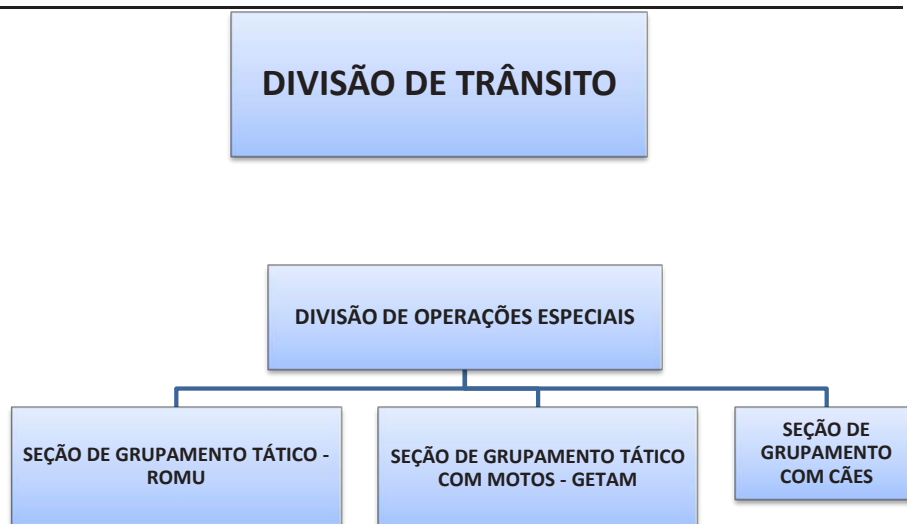 DIVISÃO DE TRÂNSITO
DIVISÃO DE OPERAÇÕES ESPECIAIS
SEÇÃO DE GRUPAMENTO TÁTICO -
ROMU
SEÇÃO DE GRUPAMENTO TÁTICO
COM MOTOS - GETAM
SEÇÃO DE
GRUPAMENTO
COM CÃES